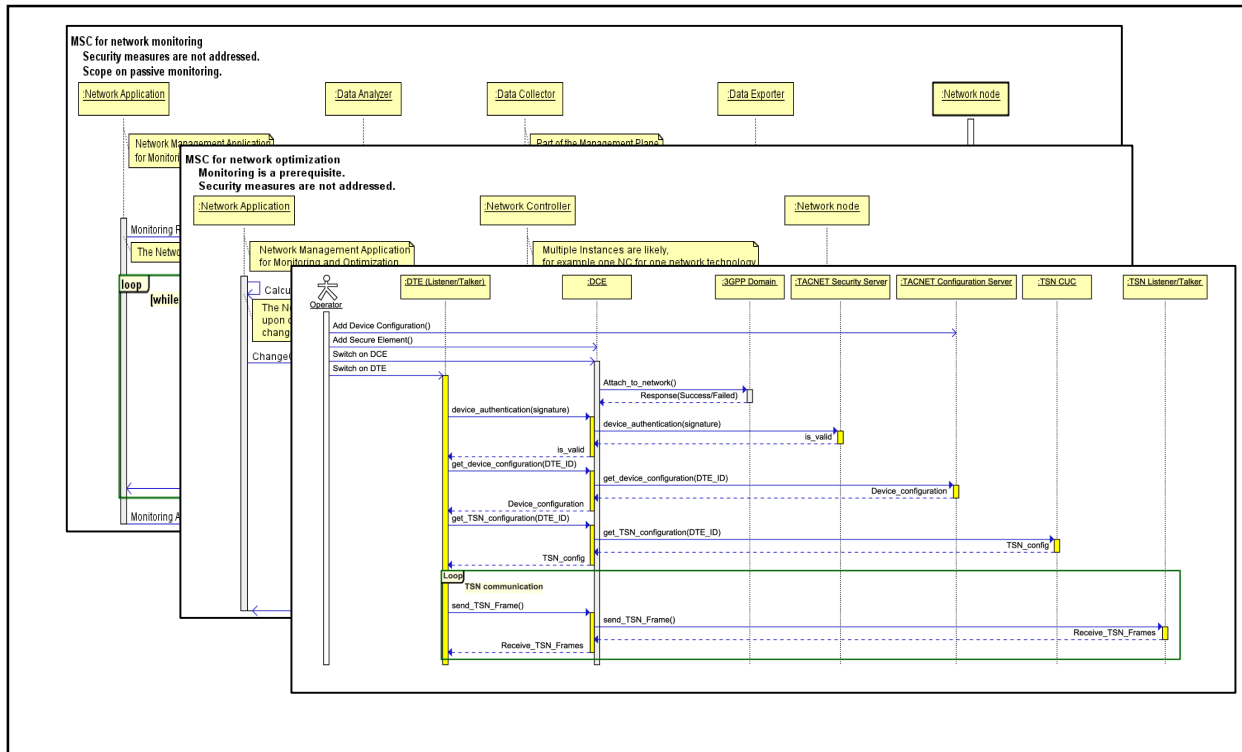 MSC for network monitoring
Security measures are not addressed.
Scope on passive monitoring.
:Network Application
:Data Analyzer
:Data Collector
:Data Exporter
:Network node
Network Management Application
for Monitori
Part of the Management Plane
Monitoring R
The Netwo
loop
[while
Monitoring A
MSC for network optimization
Monitoring is a prerequisite.
Security measures are not addressed.
:Network Application
:Network Controller
:Network node
Network Management Application
for Monitoring and Optimization
Multiple Instances are likely,
for example one NC for one network technology
Calcu
The Ne
upon c
chang
ChangeC
Operator
:DTE (Listener/Talker)
:DCE
:3GPP Domain
:TACNET Security Server
:TACNET Configuration Server
:TSN CUC
:TSN Listener/Talker
Add Device Configuration()
Add Secure Element()
Switch on DCE
Switch on DTE
Attach_to_network()
Response(Success/Failed)
device_authentication(signature)
device_authentication(signature)
is_valid
is_valid
get_device_configuration(DTE_ID)
get_device_configuration(DTE_ID)
Device_configuration
Device_configuration
get_TSN_configuration(DTE_ID)
get_TSN_configuration(DTE_ID)
TSN_config
TSN_config
Loop
TSN communication
send_TSN_Frame()
send_TSN_Frame()
Receive_TSN_Frames
Receive_TSN_Frames